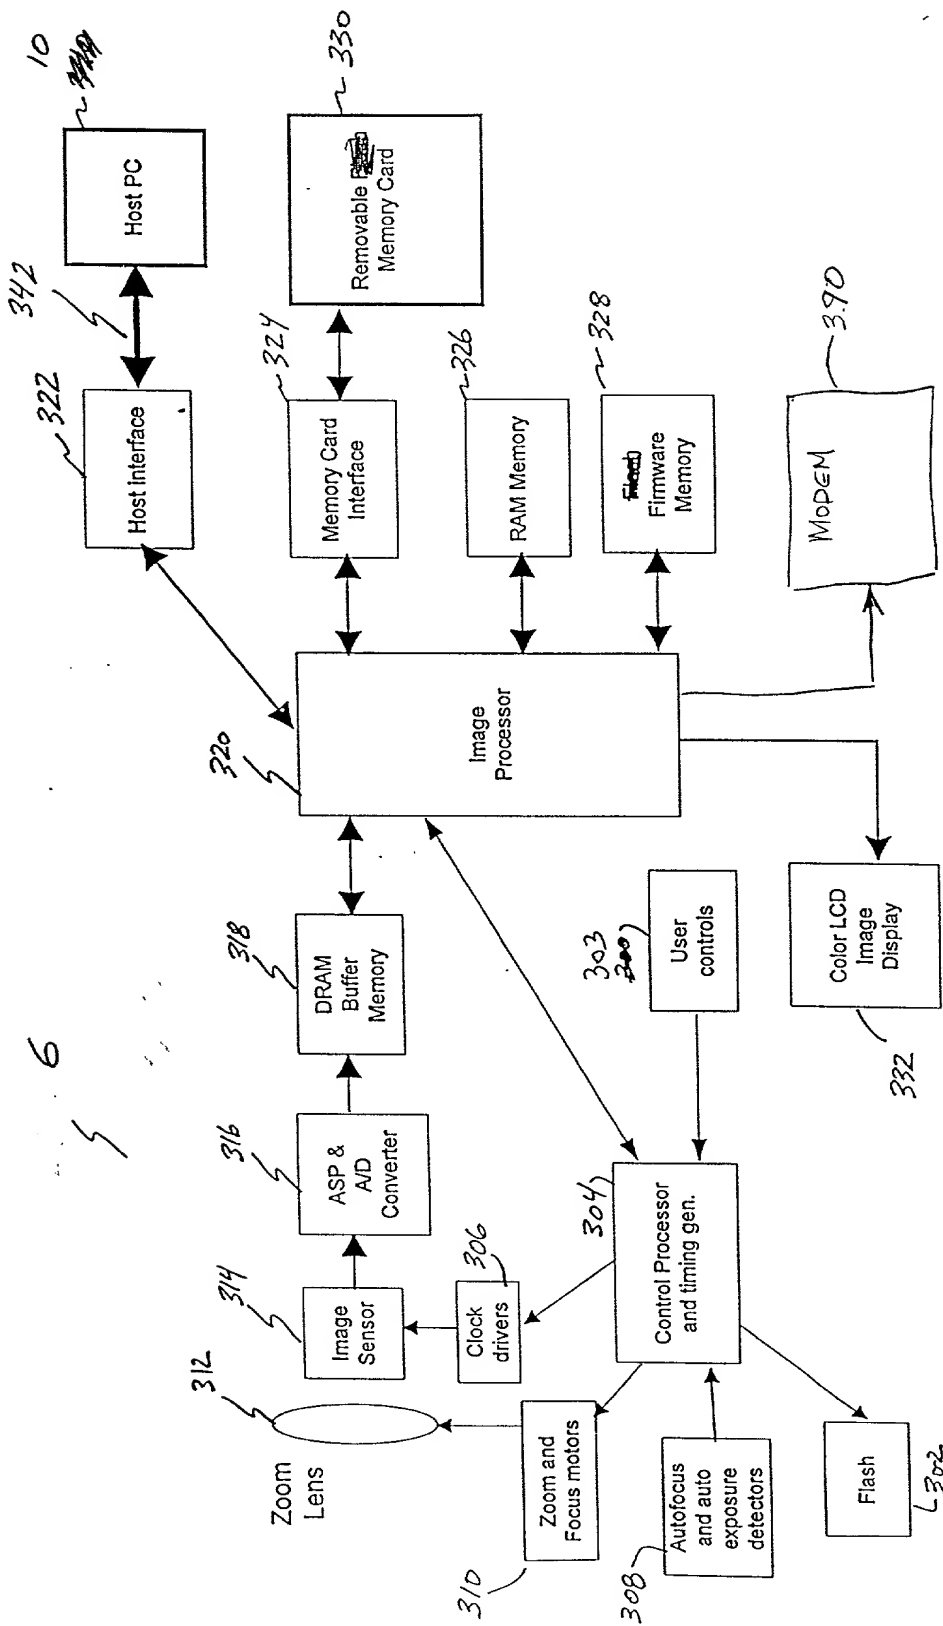 6
312
Zoom
Lens
314
Image
Sensor
316
ASP &
A/D
Converter
318
DRAM
Buffer
Memory
320
Image
Processor
322
Host Interface
342
10
Host PC
324
Memory Card
Interface
330
Removable
Memory Card
326
RAM Memory
328
Firmware
Memory
390
MODEM
306
Clock
drivers
304
Control Processor
and timing gen.
303
User
controls
310
Zoom and
Focus motors
308
Autofocus
and auto
exposure
detectors
Flash
302
332
Color LCD
Image
Display